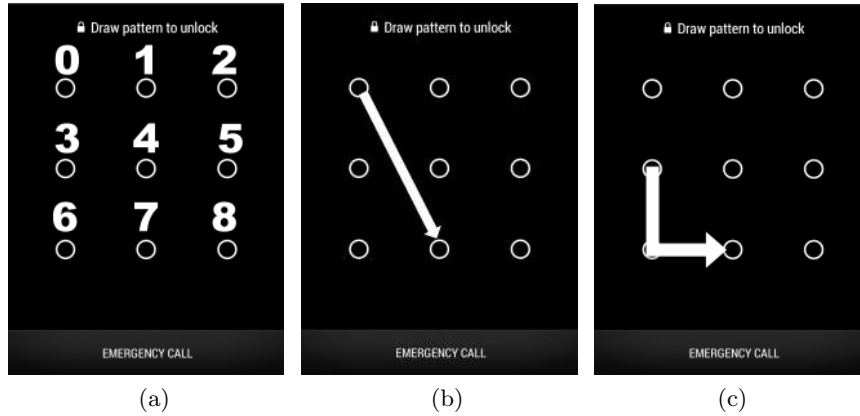 Draw pattern to unlock
0 1 2
3 4 5
6 7 8
EMERGENCY CALL
(a)
Draw pattern to unlock
EMERGENCY CALL
(b)
Draw pattern to unlock
EMERGENCY CALL
(c)